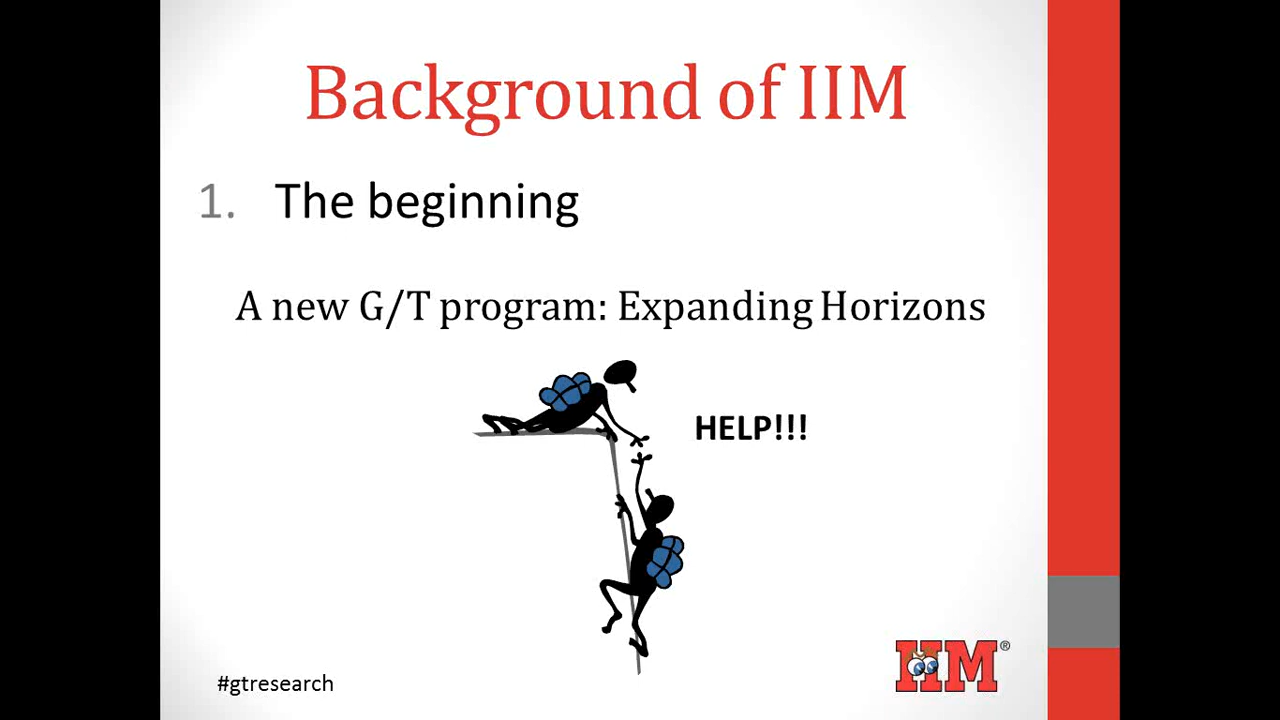 Background of IIM
1. The beginning
A new G/T program: Expanding Horizons
HELP!!!
#gtresearch
IIM®